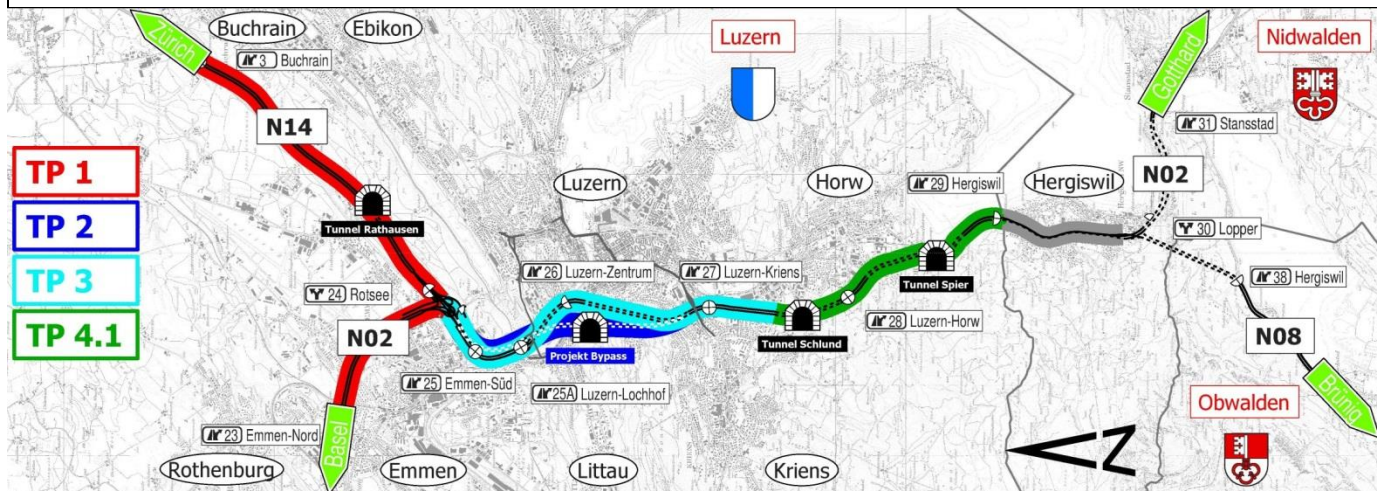 Zürich
Buchrain
Ebikon
3 Buchrain
Luzern
Gotthard
Nidwalden
N14
31 Stansstad
TP 1
TP 2
TP 3
TP 4.1
Tunnel Rathausen
Luzern
Horw
29 Hergiswil
Hergiswil
N02
30 Lopper
24 Rotsee
26 Luzern-Zentrum
27 Luzern-Kriens
Tunnel Spier
38 Hergiswil
N02
Projekt Bypass
Tunnel Schlund
28 Luzern-Horw
N08
25 Emmen-Süd
25A Luzern-Lochhof
Obwalden
Brünig
23 Emmen-Nord
Basel
Rothenburg
Emmen
Littau
Kriens
N